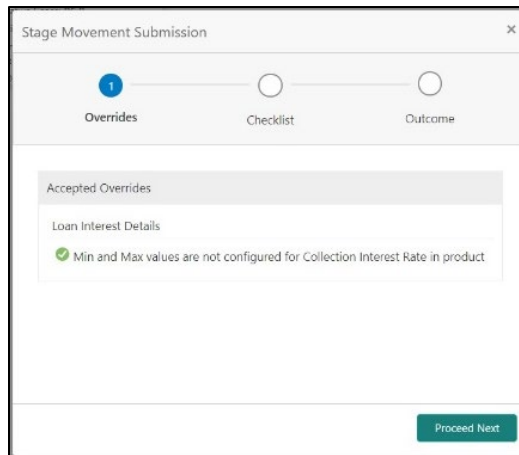 Stage Movement Submission ×
1
Overrides Checklist Outcome
Accepted Overrides
Loan Interest Details
Min and Max values are not configured for Collection Interest Rate in product
Proceed Next